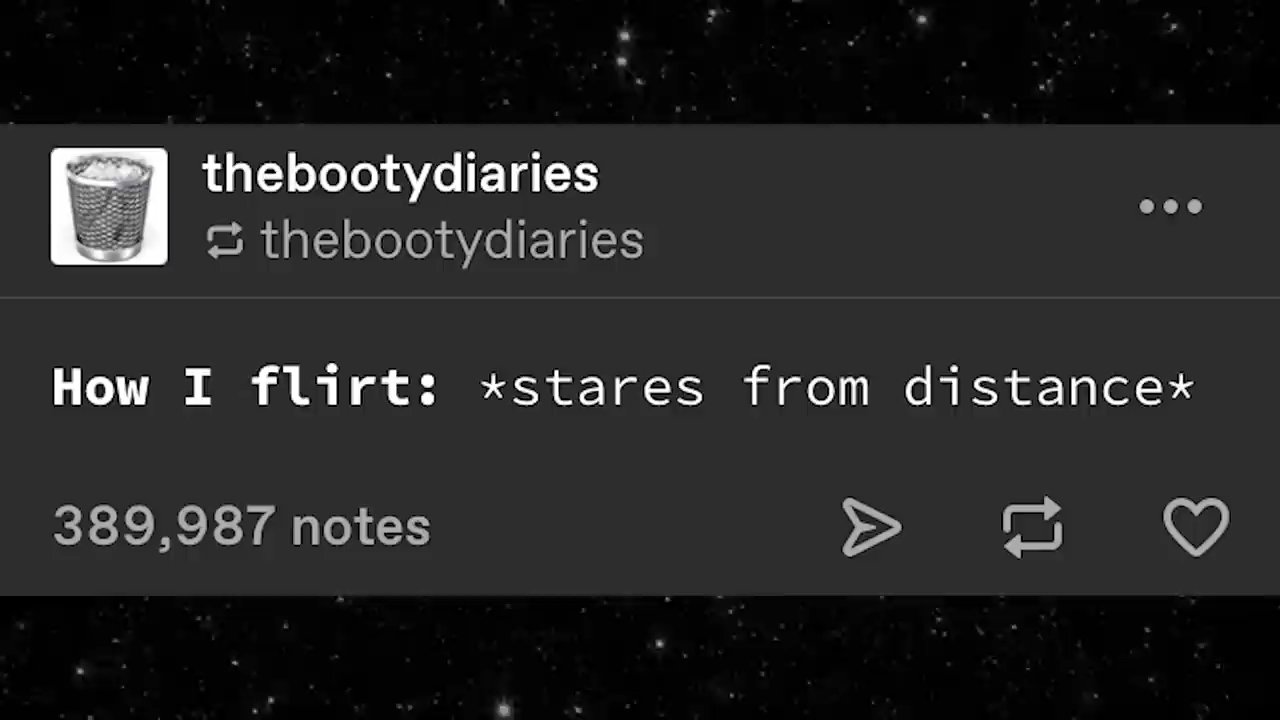 thebootydiaries
thebootydiaries
How I flirt: *stares from distance*
389,987 notes